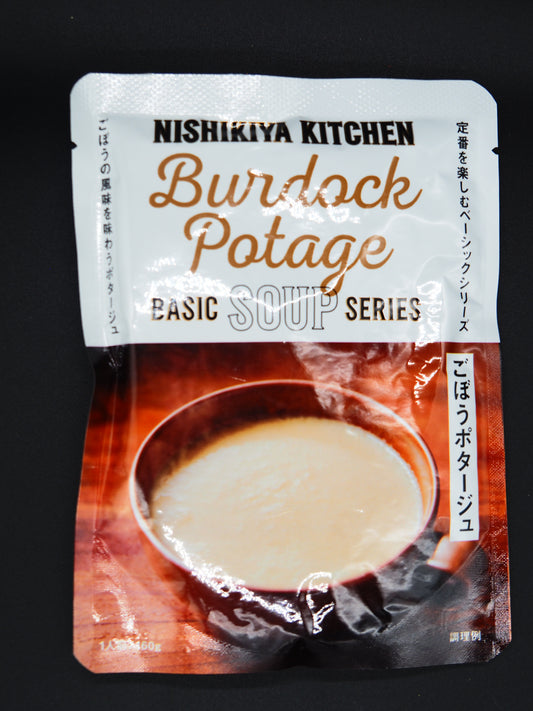 NISHIKIYA KITCHEN
Burdock
Potage
BASIC SOUP SERIES
定番を楽しむベーシックシリーズ
ごぼうの風味を味わうポタージュ
ごぼうポタージュ
160g
調理例